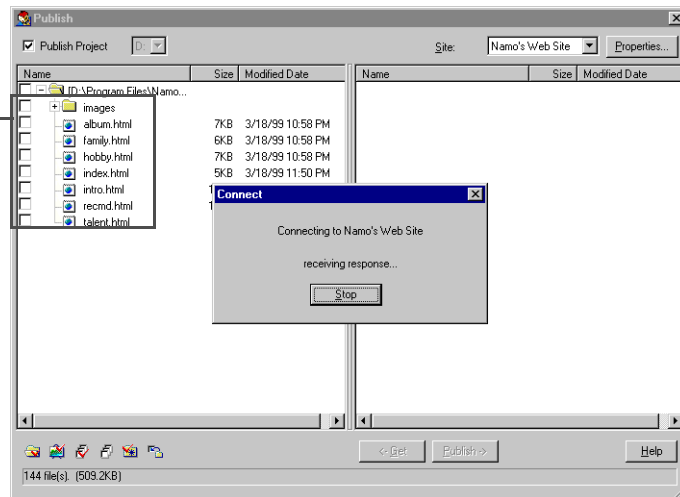 Publish
Publish Project D: Site: Namo's Web Site Properties...
Name Size Modified Date Name Size Modified Date
[D:\Program Files\Namo...
images
album.html 7KB 3/18/99 10:58 PM
family.html 6KB 3/18/99 10:58 PM
hobby.html 7KB 3/18/99 10:58 PM
index.html 5KB 3/18/99 11:50 PM
intro.html
recmd.html
talent.html
Connect
Connecting to Namo's Web Site
receiving response...
Stop
<- Get Publish -> Help
144 file(s). (509.2KB)